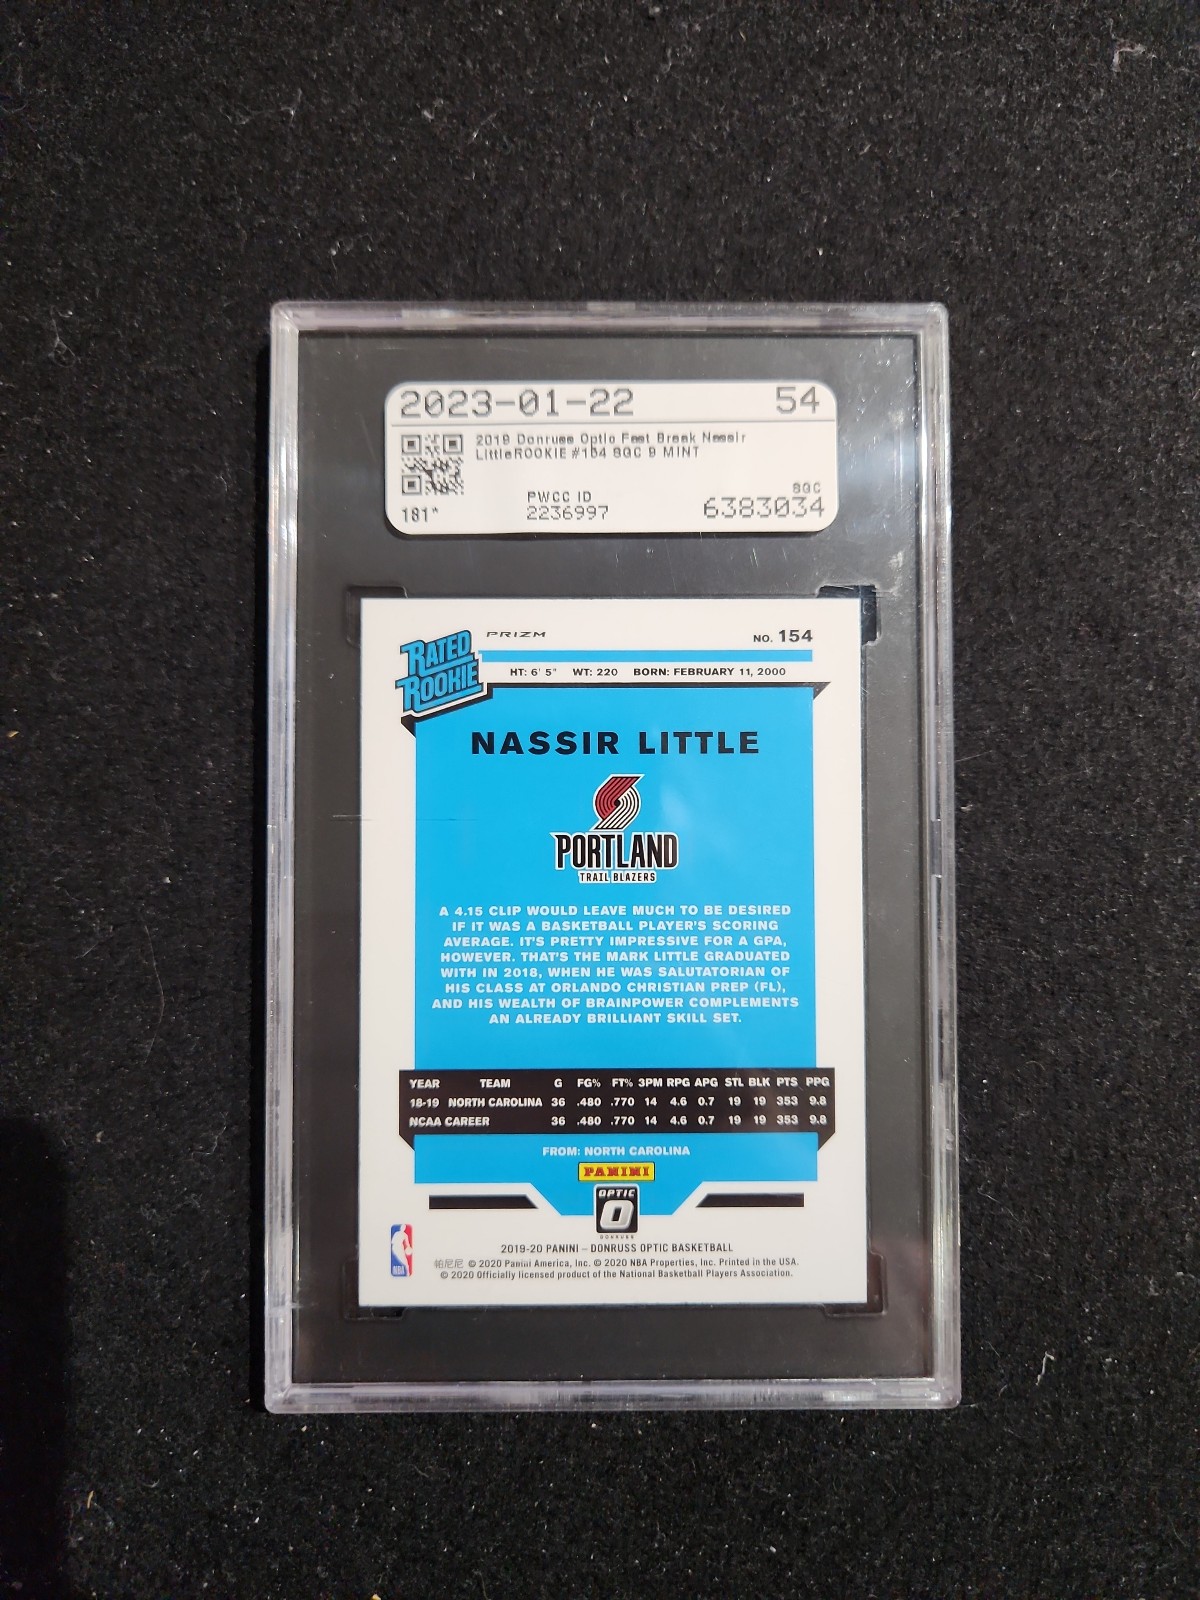 2023-01-22 54
2019 Donruss Optic Fast Break Nassir
LittleROOKIE #154 SGC 9 MINT
181*
PWCC ID
2236997
SGC
6383034
RATED
ROOKIE
PRIZM
NO. 154
HT: 6' 5" WT: 220 BORN: FEBRUARY 11, 2000
NASSIR LITTLE
PORTLAND
TRAIL BLAZERS
A 4.15 CLIP WOULD LEAVE MUCH TO BE DESIRED
IF IT WAS A BASKETBALL PLAYER'S SCORING
AVERAGE. IT'S PRETTY IMPRESSIVE FOR A GPA,
HOWEVER. THAT'S THE MARK LITTLE GRADUATED
WITH IN 2018, WHEN HE WAS SALUTATORIAN OF
HIS CLASS AT ORLANDO CHRISTIAN PREP (FL),
AND HIS WEALTH OF BRAINPOWER COMPLEMENTS
AN ALREADY BRILLIANT SKILL SET.
YEAR TEAM G FG% FT% 3PM RPG APG STL BLK PTS PPG
18-19 NORTH CAROLINA 36 .480 .770 14 4.6 0.7 19 19 353 9.8
NCAA CAREER 36 .480 .770 14 4.6 0.7 19 19 353 9.8
FROM: NORTH CAROLINA
PANINI
OPTIC
O
DONRUSS
2019-20 PANINI – DONRUSS OPTIC BASKETBALL
帕尼尼 © 2020 Panini America, Inc. © 2020 NBA Properties, Inc. Printed in the USA.
© 2020 Officially licensed product of the National Basketball Players Association.
NBA